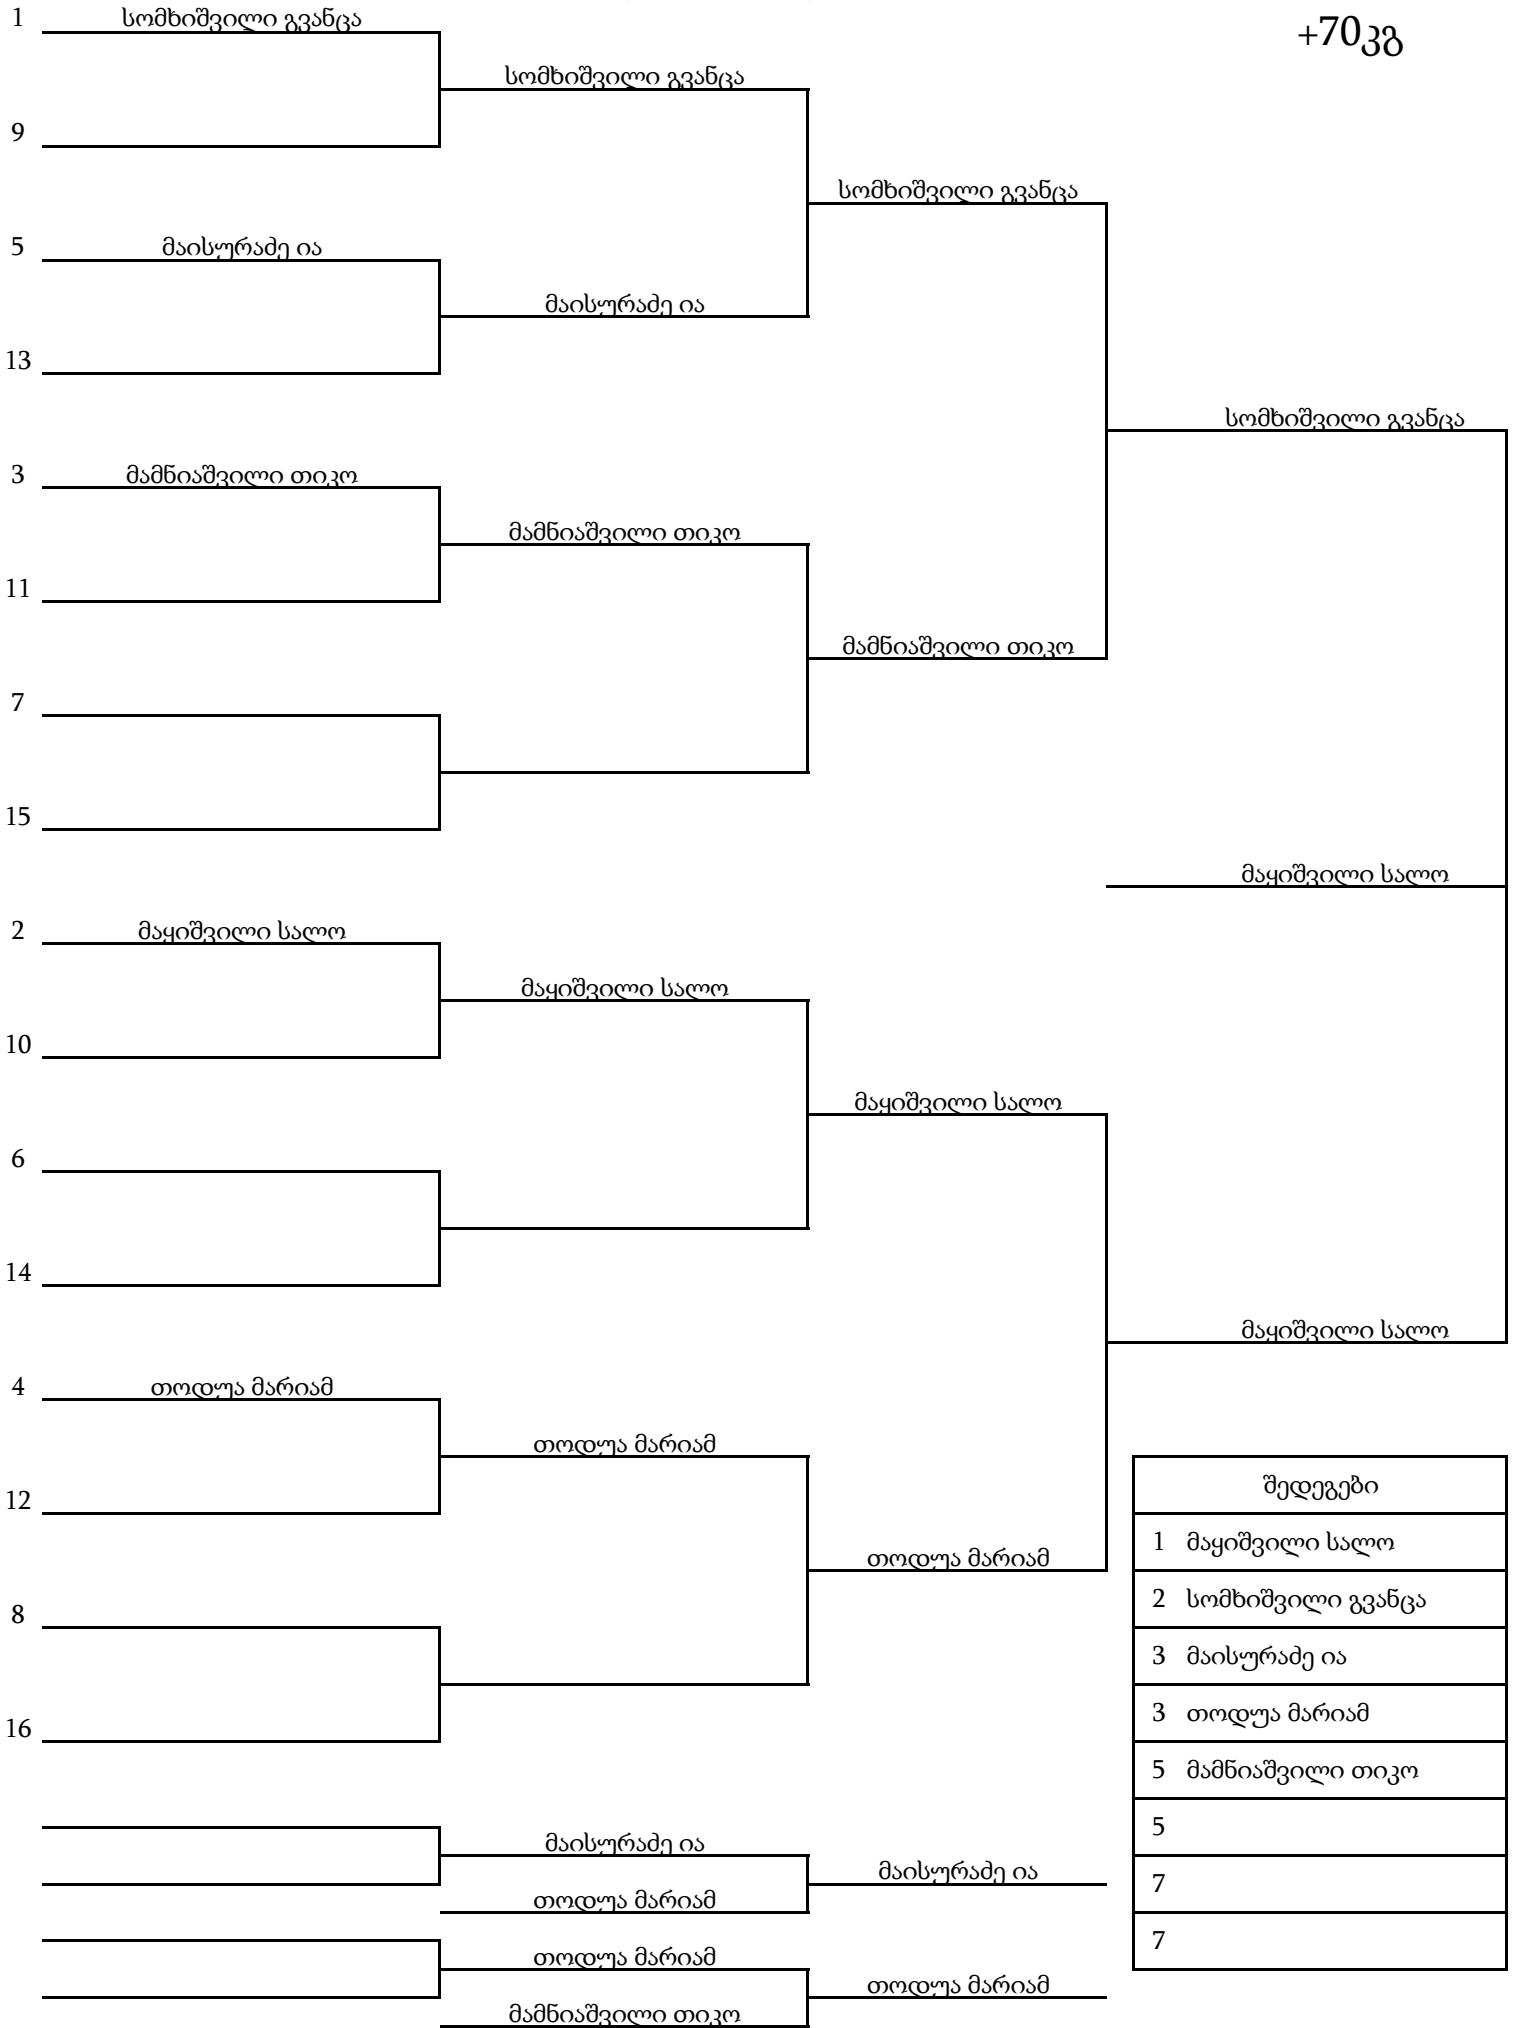 1 სომხიშვილი გვანცა
+70კგ
სომხიშვილი გვანცა
9
სომხიშვილი გვანცა
5 მაისურაძე ია
მაისურაძე ია
13
სომხიშვილი გვანცა
3 მამნიაშვილი თიკო
მამნიაშვილი თიკო
11
მამნიაშვილი თიკო
7
15
მაყიშვილი სალო
2 მაყიშვილი სალო
მაყიშვილი სალო
10
მაყიშვილი სალო
6
14
მაყიშვილი სალო
4 თოდუა მარიამ
თოდუა მარიამ
12
თოდუა მარიამ
8
16
შედეგები
1 მაყიშვილი სალო
2 სომხიშვილი გვანცა
3 მაისურაძე ია
3 თოდუა მარიამ
5 მამნიაშვილი თიკო
5
7
7
მაისურაძე ია
მაისურაძე ია
თოდუა მარიამ
თოდუა მარიამ
თოდუა მარიამ
მამნიაშვილი თიკო